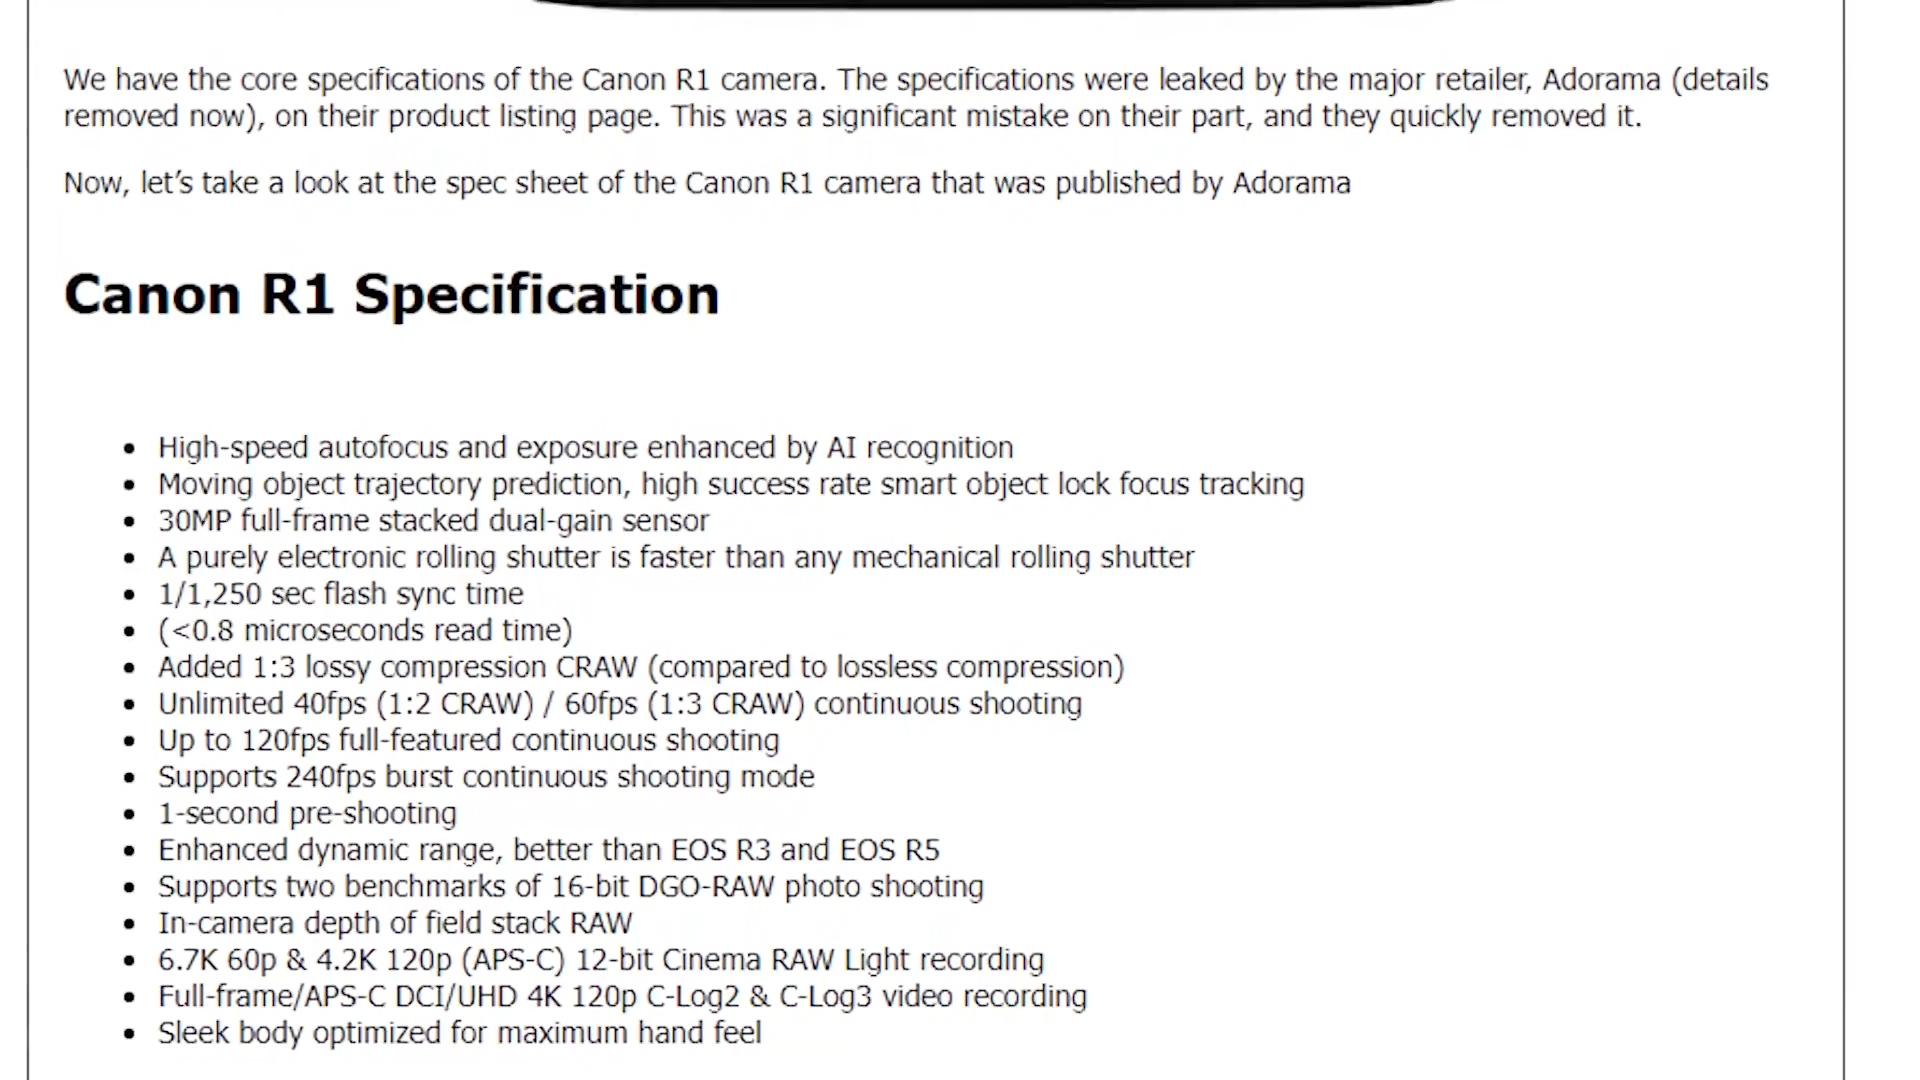 We have the core specifications of the Canon R1 camera. The specifications were leaked by the major retailer, Adorama (details
removed now), on their product listing page. This was a significant mistake on their part, and they quickly removed it.
Now, let’s take a look at the spec sheet of the Canon R1 camera that was published by Adorama
Canon R1 Specification
• High-speed autofocus and exposure enhanced by AI recognition
• Moving object trajectory prediction, high success rate smart object lock focus tracking
• 30MP full-frame stacked dual-gain sensor
• A purely electronic rolling shutter is faster than any mechanical rolling shutter
• 1/1,250 sec flash sync time
• (<0.8 microseconds read time)
• Added 1:3 lossy compression CRAW (compared to lossless compression)
• Unlimited 40fps (1:2 CRAW) / 60fps (1:3 CRAW) continuous shooting
• Up to 120fps full-featured continuous shooting
• Supports 240fps burst continuous shooting mode
• 1-second pre-shooting
• Enhanced dynamic range, better than EOS R3 and EOS R5
• Supports two benchmarks of 16-bit DGO-RAW photo shooting
• In-camera depth of field stack RAW
• 6.7K 60p & 4.2K 120p (APS-C) 12-bit Cinema RAW Light recording
• Full-frame/APS-C DCI/UHD 4K 120p C-Log2 & C-Log3 video recording
• Sleek body optimized for maximum hand feel